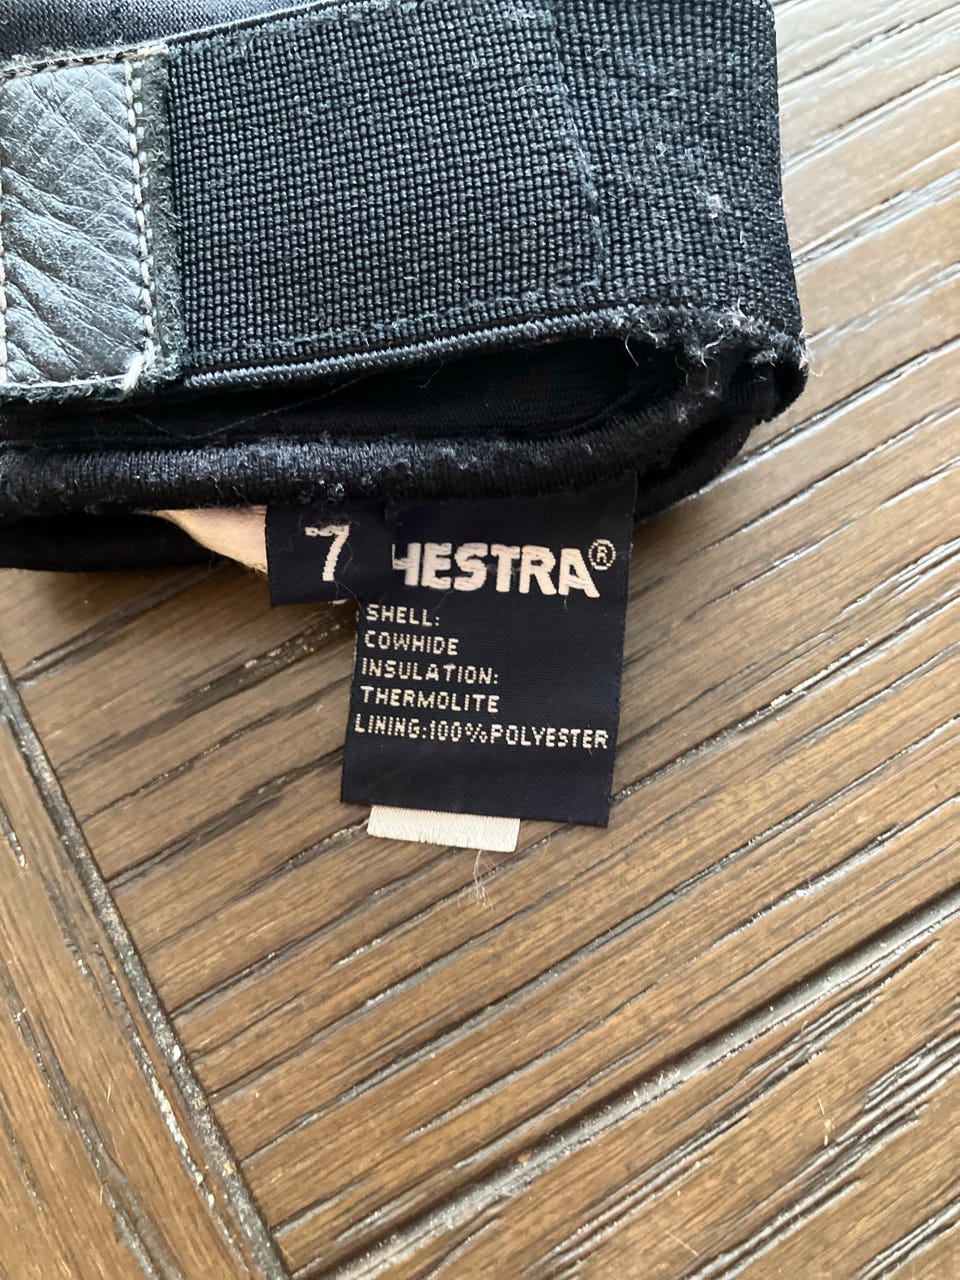 7
HESTRA®
SHELL:
COWHIDE
INSULATION:
THERMOLITE
LINING:100%POLYESTER